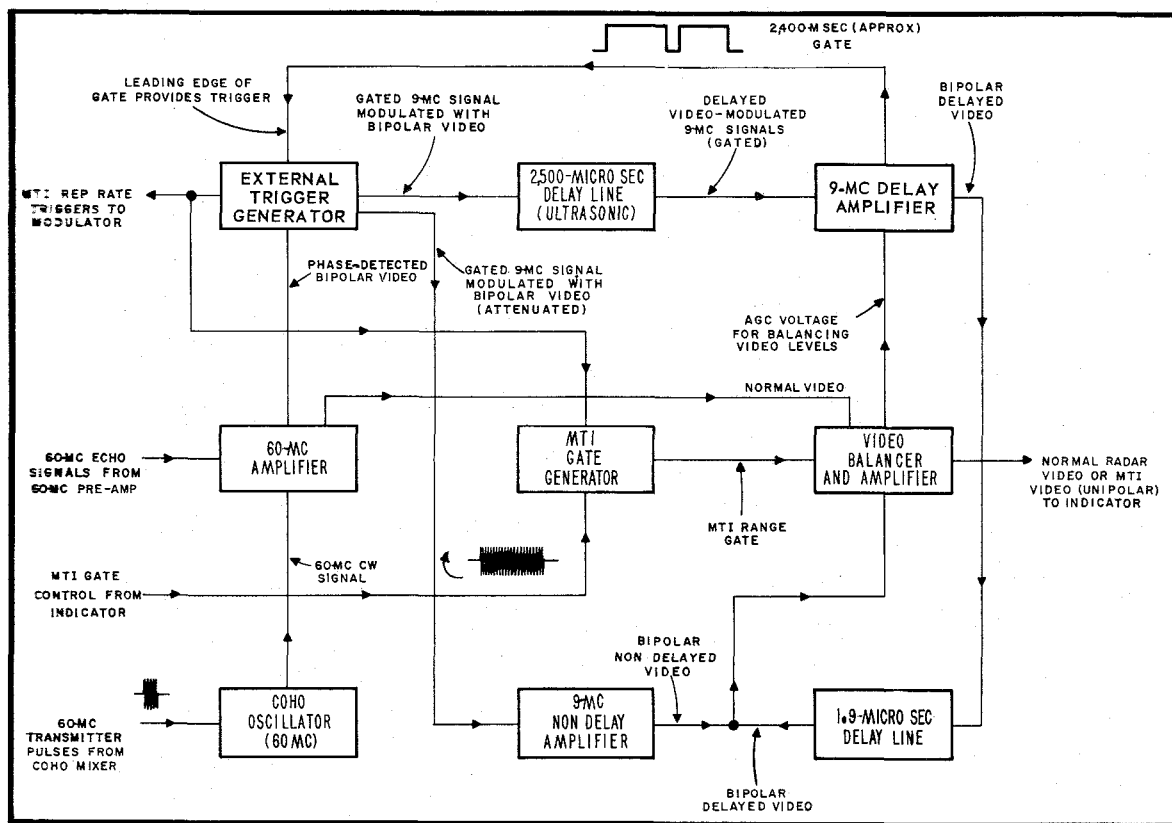 2,400-M SEC (APPROX)
GATE
LEADING EDGE OF
GATE PROVIDES TRIGGER
GATED 9-MC SIGNAL
MODULATED WITH
BIPOLAR VIDEO
DELAYED
VIDEO-MODULATED
9-MC SIGNALS
(GATED)
BIPOLAR
DELAYED
VIDEO
MTI REP RATE
TRIGGERS TO
MODULATOR
EXTERNAL
TRIGGER
GENERATOR
2,500-MICRO SEC
DELAY LINE
(ULTRASONIC)
9-MC DELAY
AMPLIFIER
PHASE-DETECTED
BIPOLAR VIDEO
GATED 9-MC SIGNAL
MODULATED WITH
BIPOLAR VIDEO
(ATTENUATED)
AGC VOLTAGE
FOR BALANCING
VIDEO LEVELS
NORMAL VIDEO
60-MC ECHO
SIGNALS FROM
60MC PRE-AMP
60-MC
AMPLIFIER
MTI
GATE
GENERATOR
VIDEO
BALANCER
AND AMPLIFIER
NORMAL RADAR
VIDEO OR MTI
VIDEO (UNIPOLAR)
TO INDICATOR
MTI RANGE
GATE
60-MC CW
SIGNAL
MTI GATE
CONTROL FROM
INDICATOR
BIPOLAR
NON DELAYED
VIDEO
60-MC
TRANSMITTER
PULSES FROM
COHO MIXER
COHO
OSCILLATOR
(60 MC)
9-MC
NON DELAY
AMPLIFIER
1.9-MICRO SEC
DELAY LINE
BIPOLAR
DELAYED VIDEO